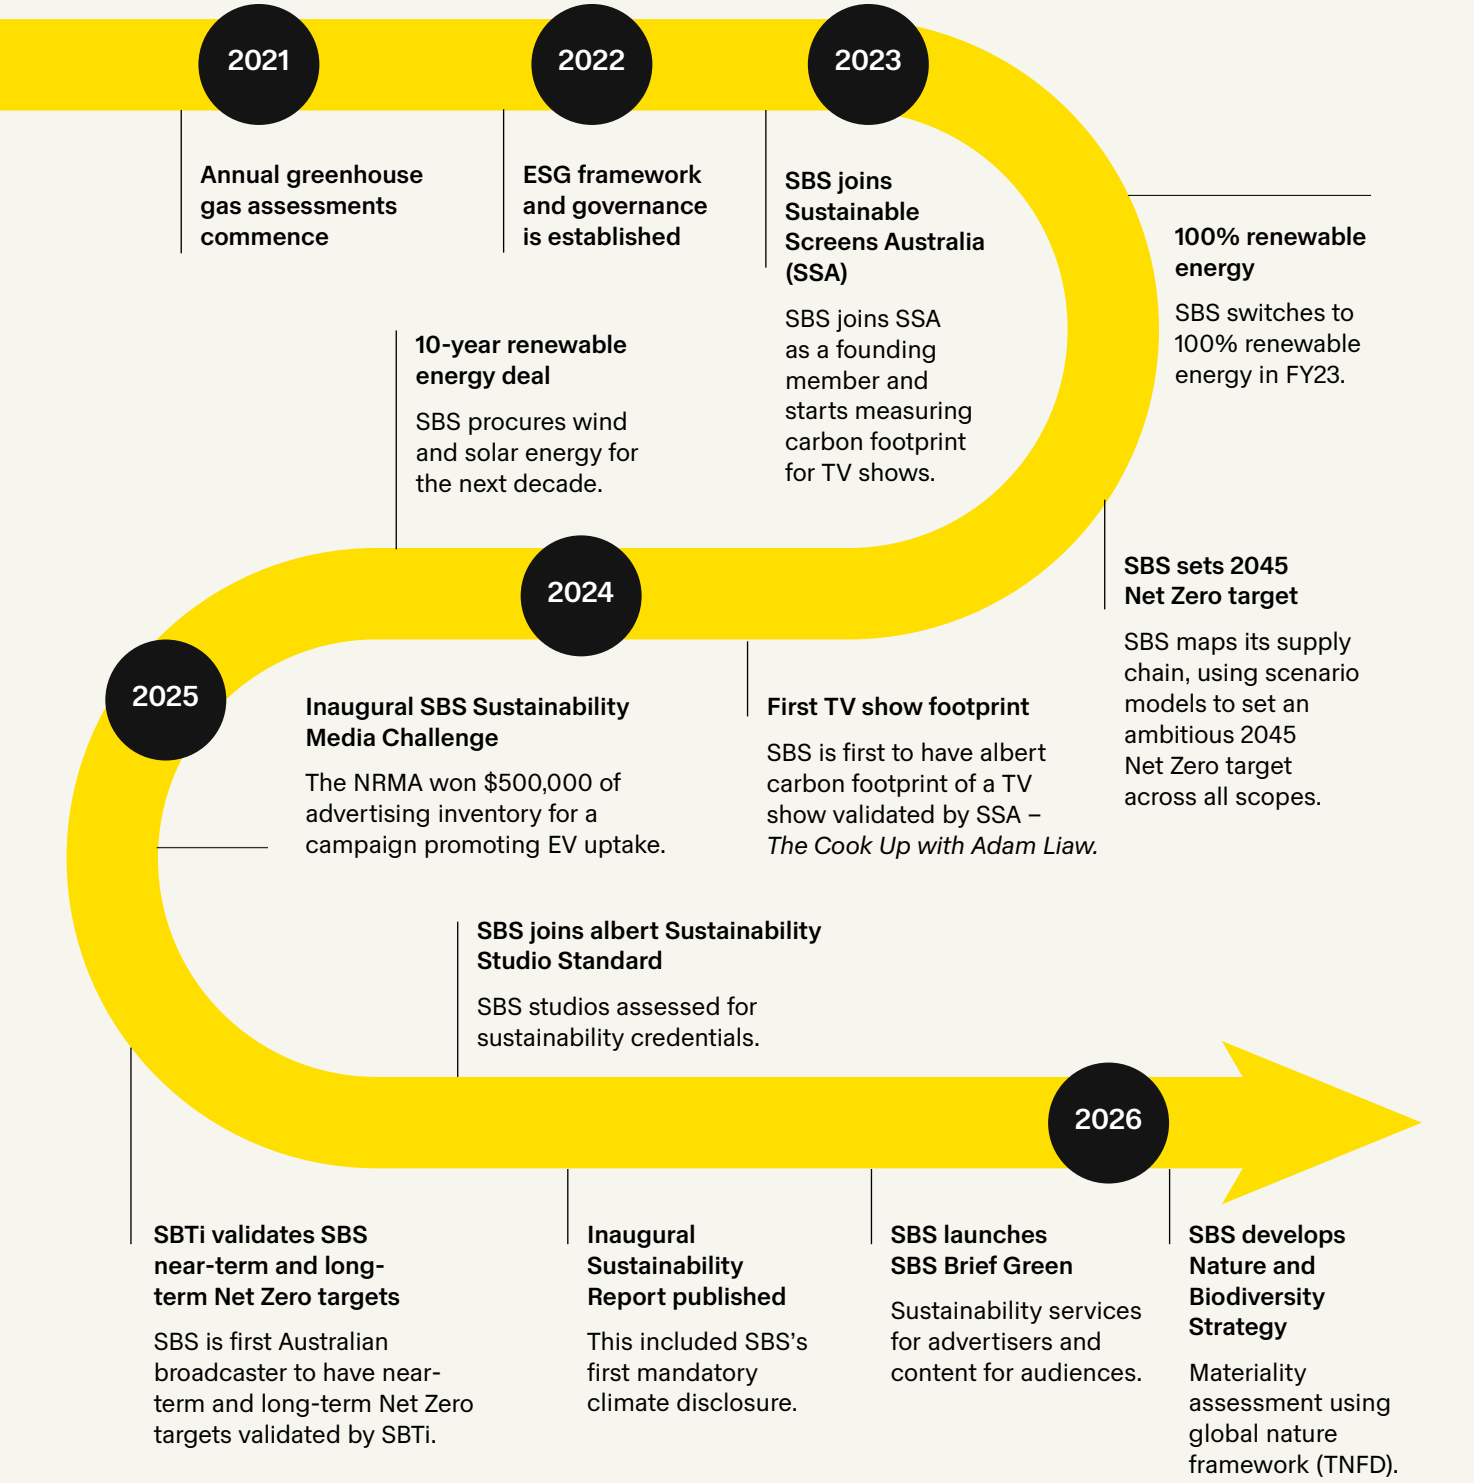 2021
2022
2023
Annual greenhouse
gas assessments
commence
ESG framework
and governance
is established
SBS joins
Sustainable
Screens Australia
(SSA)
SBS joins SSA
as a founding
member and
starts measuring
carbon footprint
for TV shows.
100% renewable
energy
SBS switches to
100% renewable
energy in FY23.
SBS sets 2045
Net Zero target
SBS maps its supply
chain, using scenario
models to set an
ambitious 2045
Net Zero target
across all scopes.
First TV show footprint
SBS is first to have albert
carbon footprint of a TV
show validated by SSA –
The Cook Up with Adam Liaw.
2024
10-year renewable
energy deal
SBS procures wind
and solar energy for
the next decade.
2025
Inaugural SBS Sustainability
Media Challenge
The NRMA won $500,000 of
advertising inventory for a
campaign promoting EV uptake.
SBTi validates SBS
near-term and long-
term Net Zero targets
SBS is first Australian
broadcaster to have near-
term and long-term Net Zero
targets validated by SBTi.
SBS joins albert Sustainability
Studio Standard
SBS studios assessed for
sustainability credentials.
Inaugural
Sustainability
Report published
This included SBS’s
first mandatory
climate disclosure.
SBS launches
SBS Brief Green
Sustainability services
for advertisers and
content for audiences.
2026
SBS develops
Nature and
Biodiversity
Strategy
Materiality
assessment using
global nature
framework (TNFD).